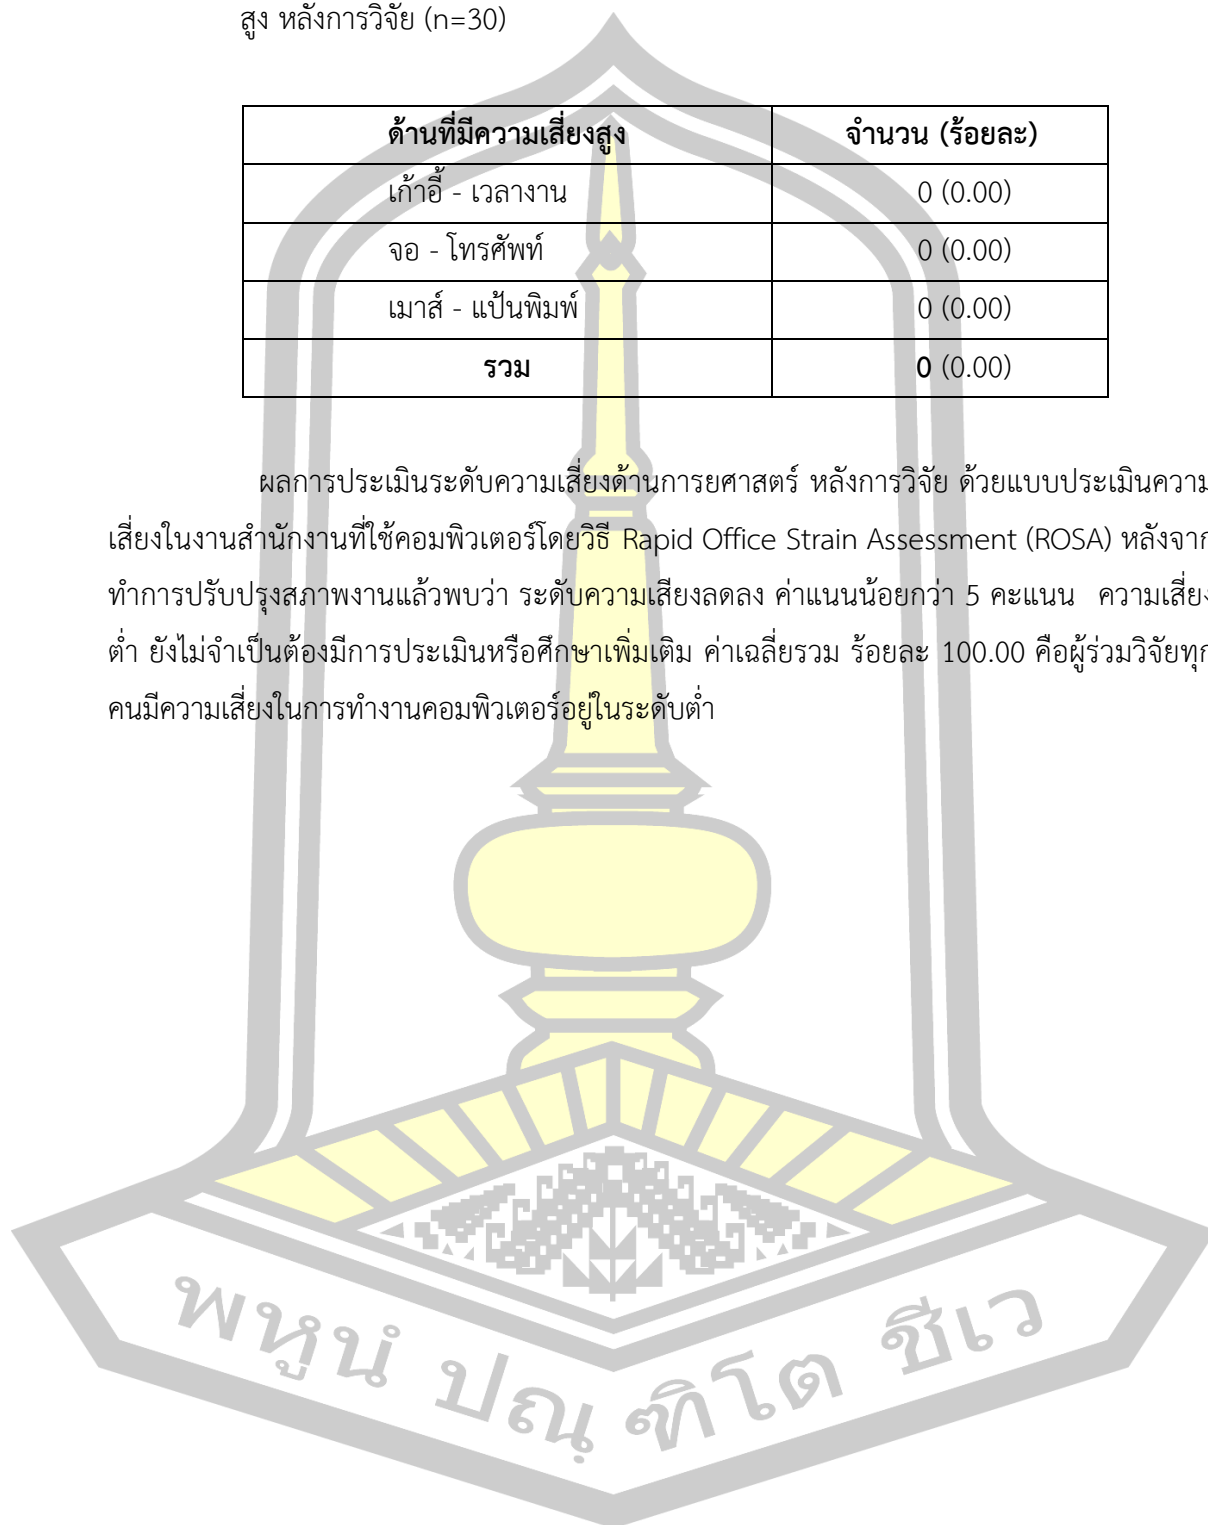 สูง หลังการวิจัย (n=30)
ด้านที่มีความเสี่ยงสูง จำนวน (ร้อยละ)
เก้าอี้ - เวลางาน 0 (0.00)
จอ - โทรศัพท์ 0 (0.00)
เมาส์ - แป้นพิมพ์ 0 (0.00)
รวม 0 (0.00)
ผลการประเมินระดับความเสี่ยงด้านการยศาสตร์ หลังการวิจัย ด้วยแบบประเมินความ
เสี่ยงในงานสำนักงานที่ใช้คอมพิวเตอร์โดยวิธี Rapid Office Strain Assessment (ROSA) หลังจาก
ทำการปรับปรุงสภาพงานแล้วพบว่า ระดับความเสียงลดลง ค่าแนนน้อยกว่า 5 คะแนน ความเสี่ยง
ต่ำ ยังไม่จำเป็นต้องมีการประเมินหรือศึกษาเพิ่มเติม ค่าเฉลี่ยรวม ร้อยละ 100.00 คือผู้ร่วมวิจัยทุก
คนมีความเสี่ยงในการทำงานคอมพิวเตอร์อยู่ในระดับต่ำ
พหูนํ ปณฺ ฑิโต ชีเว